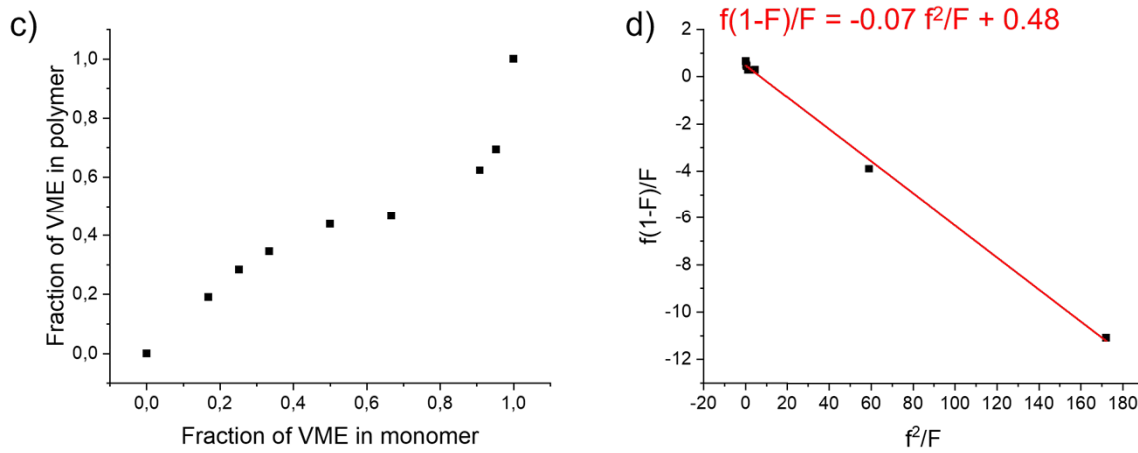 c)
Fraction of VME in polymer
1,0
0,8
0,6
0,4
0,2
0,0
0,0 0,2 0,4 0,6 0,8 1,0
Fraction of VME in monomer
d)
f(1-F)/F = -0.07 f²/F + 0.48
f(1-F)/F
2
0
-2
-4
-6
-8
-10
-12
-20 0 20 40 60 80 100 120 140 160 180
f²/F